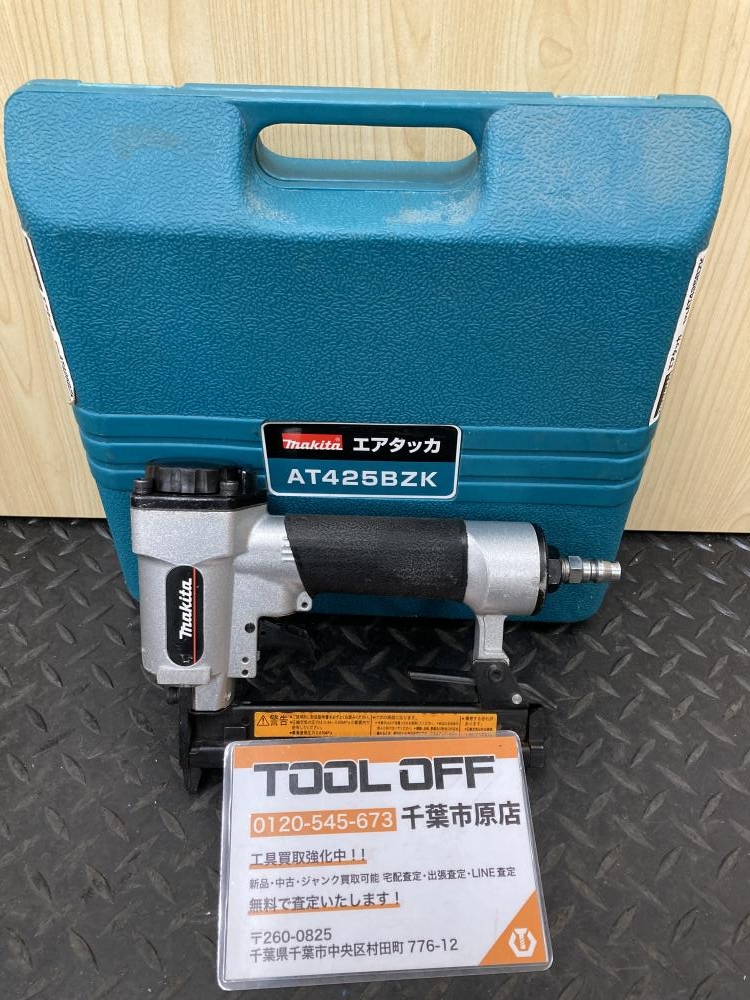 makita エアタッカ
AT425BZK
makita
警告
TOOL OFF
0120-545-673 千葉市原店
工具買取強化中!!
新品・中古・ジャンク買取可能 宅配査定・出張査定・LINE査定
無料で査定いたします！
〒260-0825
千葉県千葉市中央区村田町 776-12